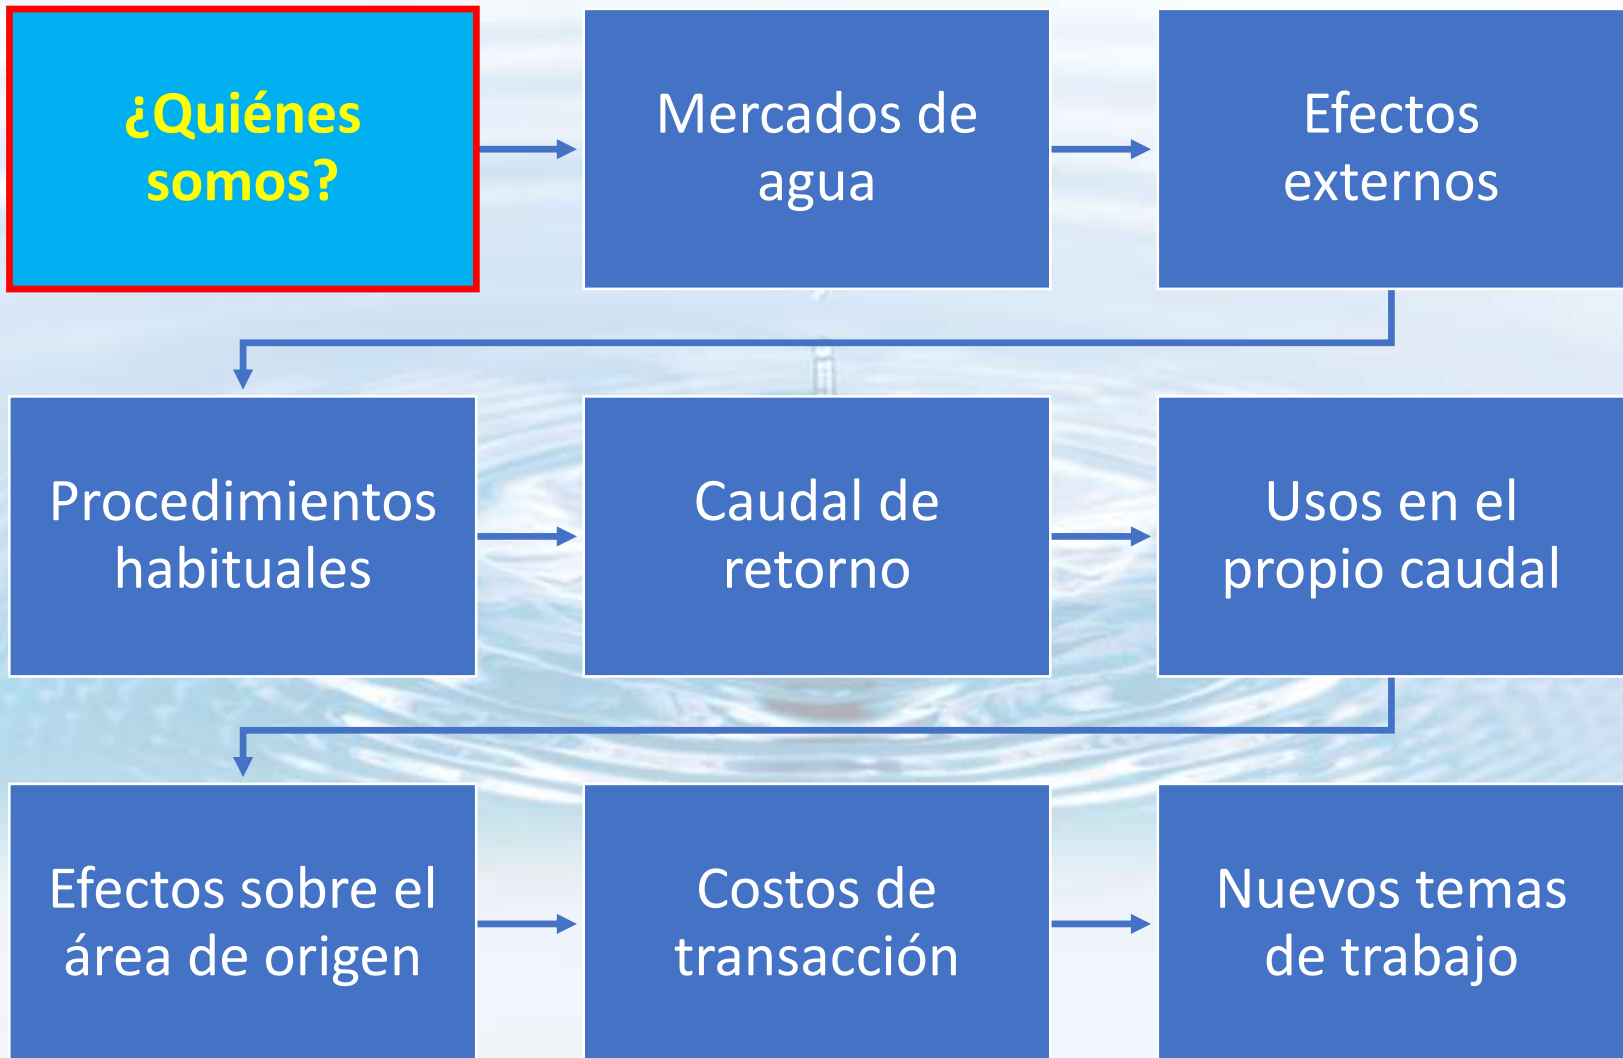 ¿Quiénes
somos?
Mercados de
agua
Efectos
externos
Procedimientos
habituales
Caudal de
retorno
Usos en el
propio caudal
Efectos sobre el
área de origen
Costos de
transacción
Nuevos temas
de trabajo